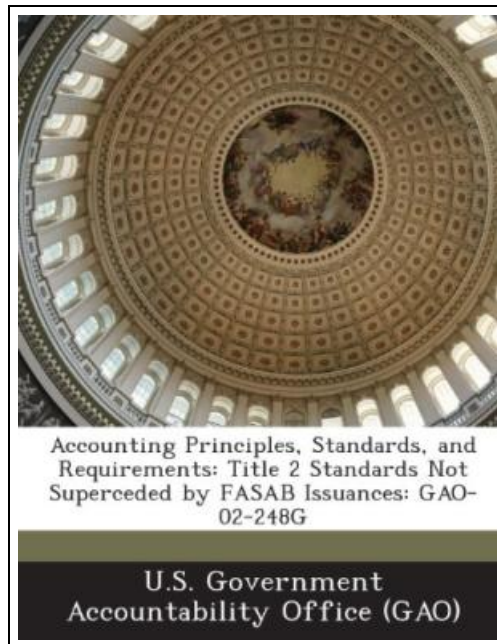 Accounting Principles, Standards, and
Requirements: Title 2 Standards Not
Superceded by FASAB Issuances: GAO-
02-248G
U.S. Government
Accountability Office (GAO)